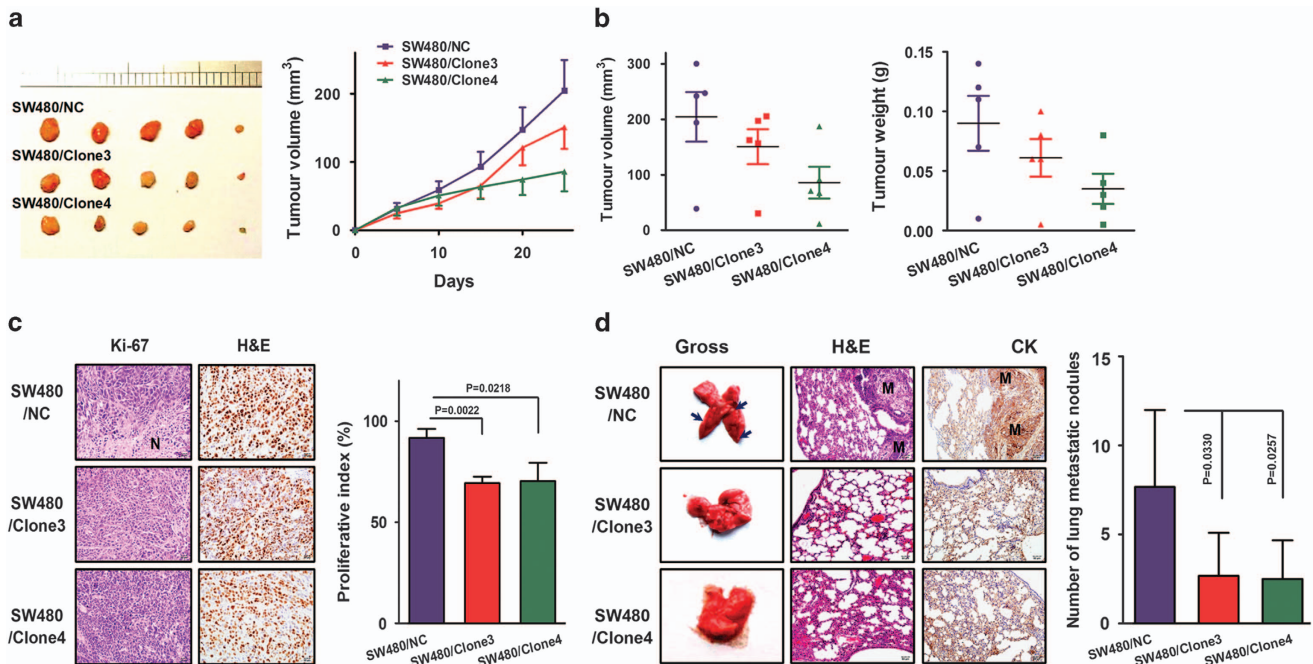 a
SW480/NC
SW480/Clone3
SW480/Clone4
Tumour volume (mm³)
200
100
0
0
10
20
Days
SW480/NC
SW480/Clone3
SW480/Clone4
b
Tumour volume (mm³)
400
300
200
100
0
SW480/NC
SW480/Clone3
SW480/Clone4
Tumour weight (g)
0.15
0.10
0.05
0.00
SW480/NC
SW480/Clone3
SW480/Clone4
c
Ki-67
H&E
SW480
/NC
N
SW480
/Clone3
SW480
/Clone4
Proliferative index (%)
100
50
0
P=0.0218
P=0.0022
SW480/NC
SW480/Clone3
SW480/Clone4
d
Gross
H&E
CK
SW480
/NC
M
M
M
M
SW480
/Clone3
SW480
/Clone4
Number of lung metastatic nodules
15
10
5
0
P=0.0330
P=0.0257
SW480/NC
SW480/Clone3
SW480/Clone4